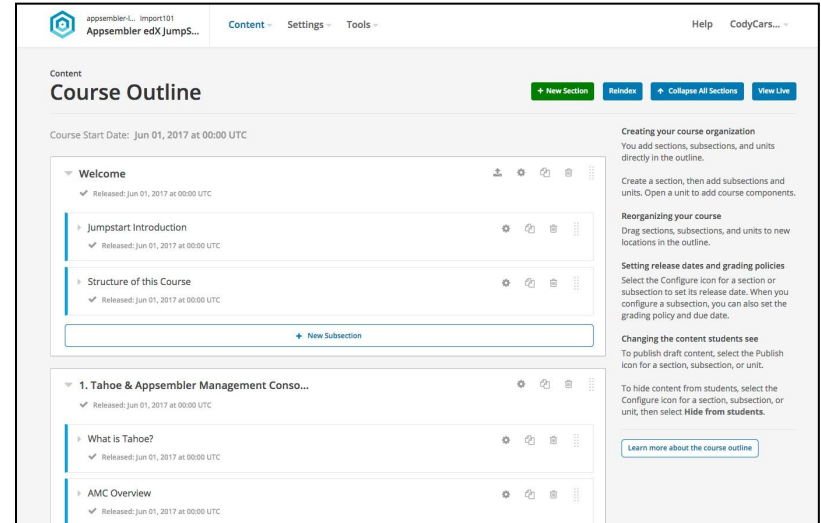 appsembler-l... Import101
Appsembler edX JumpS...
Content
Settings
Tools
Help
CodyCars...
Content
Course Outline
+ New Section
Reindex
Collapse All Sections
View Live
Course Start Date: Jun 01, 2017 at 00:00 UTC
Welcome
Released: Jun 01, 2017 at 00:00 UTC
Jumpstart Introduction
Released: Jun 01, 2017 at 00:00 UTC
Structure of this Course
Released: Jun 01, 2017 at 00:00 UTC
+ New Subsection
1. Tahoe & Appsembler Management Conso...
Released: Jun 01, 2017 at 00:00 UTC
What is Tahoe?
Released: Jun 01, 2017 at 00:00 UTC
AMC Overview
Released: Jun 01, 2017 at 00:00 UTC
Creating your course organization
You add sections, subsections, and units
directly in the outline.
Create a section, then add subsections and
units. Open a unit to add course components.
Reorganizing your course
Drag sections, subsections, and units to new
locations in the outline.
Setting release dates and grading policies
Select the Configure icon for a section or
subsection to set its release date. When you
configure a subsection, you can also set the
grading policy and due date.
Changing the content students see
To publish draft content, select the Publish
icon for a section, subsection, or unit.
To hide content from students, select the
Configure icon for a section, subsection, or
unit, then select Hide from students.
Learn more about the course outline